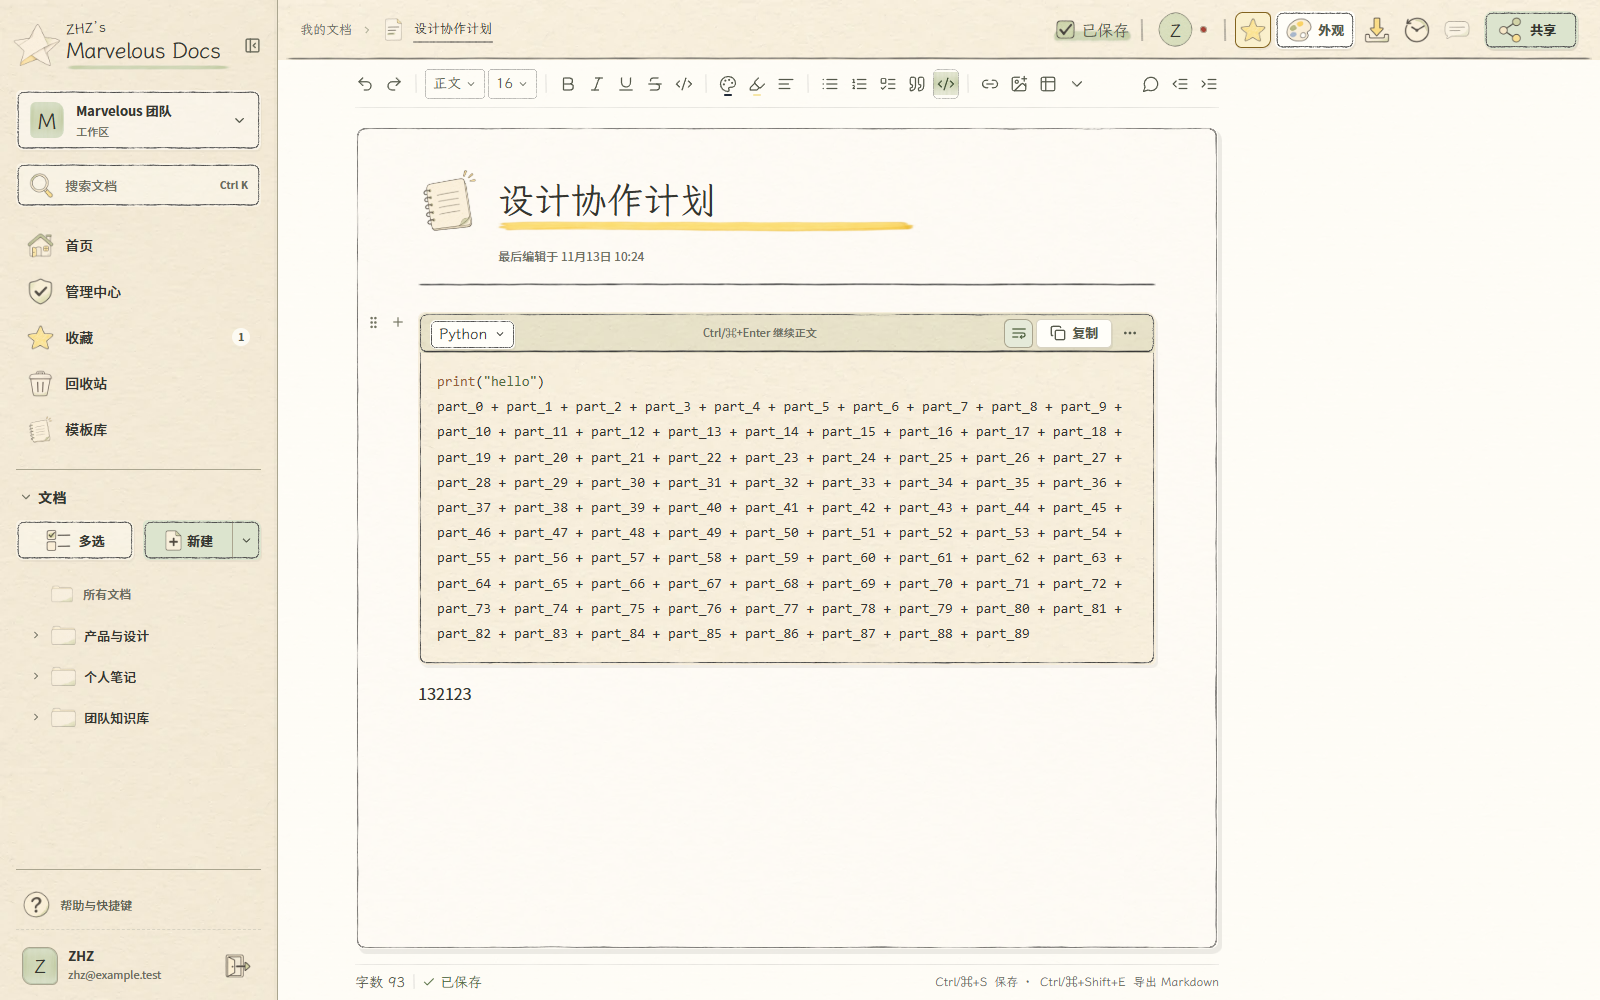 ZHZ's
Marvelous Docs
M
Marvelous 团队
工作区
搜索文档
Ctrl K
首页
管理中心
收藏
1
回收站
模板库
文档
多选
新建
所有文档
产品与设计
个人笔记
团队知识库
帮助与快捷键
Z
ZHZ
zhz@example.test
我的文档
设计协作计划
已保存
Z
外观
共享
正文
16
设计协作计划
最后编辑于 11月13日 10:24
Python
Ctrl/⌘+Enter 继续正文
复制
print("hello")
part_0 + part_1 + part_2 + part_3 + part_4 + part_5 + part_6 + part_7 + part_8 + part_9 +
part_10 + part_11 + part_12 + part_13 + part_14 + part_15 + part_16 + part_17 + part_18 +
part_19 + part_20 + part_21 + part_22 + part_23 + part_24 + part_25 + part_26 + part_27 +
part_28 + part_29 + part_30 + part_31 + part_32 + part_33 + part_34 + part_35 + part_36 +
part_37 + part_38 + part_39 + part_40 + part_41 + part_42 + part_43 + part_44 + part_45 +
part_46 + part_47 + part_48 + part_49 + part_50 + part_51 + part_52 + part_53 + part_54 +
part_55 + part_56 + part_57 + part_58 + part_59 + part_60 + part_61 + part_62 + part_63 +
part_64 + part_65 + part_66 + part_67 + part_68 + part_69 + part_70 + part_71 + part_72 +
part_73 + part_74 + part_75 + part_76 + part_77 + part_78 + part_79 + part_80 + part_81 +
part_82 + part_83 + part_84 + part_85 + part_86 + part_87 + part_88 + part_89
132123
字数 93
已保存
Ctrl/⌘+S 保存 • Ctrl/⌘+Shift+E 导出 Markdown